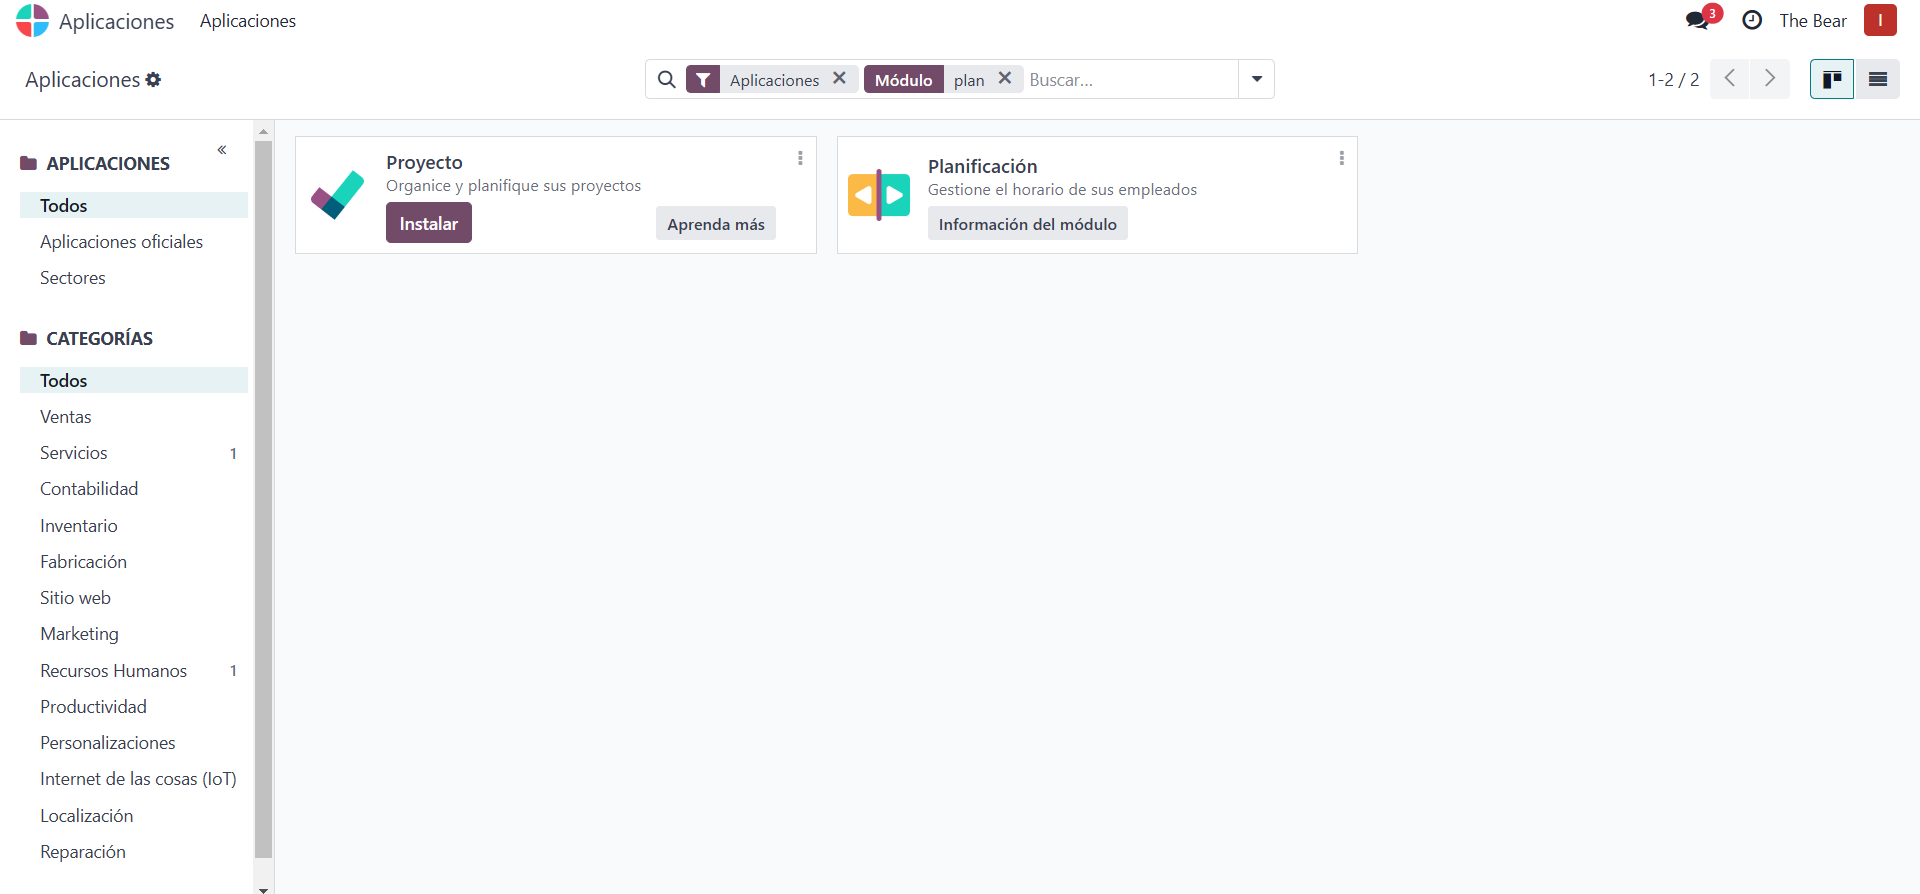 Aplicaciones
Aplicaciones
3
The Bear
I
Aplicaciones
Aplicaciones
Módulo
plan
Buscar...
1-2 / 2
APLICACIONES
Todos
Aplicaciones oficiales
Sectores
CATEGORÍAS
Todos
Ventas
Servicios 1
Contabilidad
Inventario
Fabricación
Sitio web
Marketing
Recursos Humanos 1
Productividad
Personalizaciones
Internet de las cosas (IoT)
Localización
Reparación
Proyecto
Organice y planifique sus proyectos
Instalar
Aprenda más
Planificación
Gestione el horario de sus empleados
Información del módulo